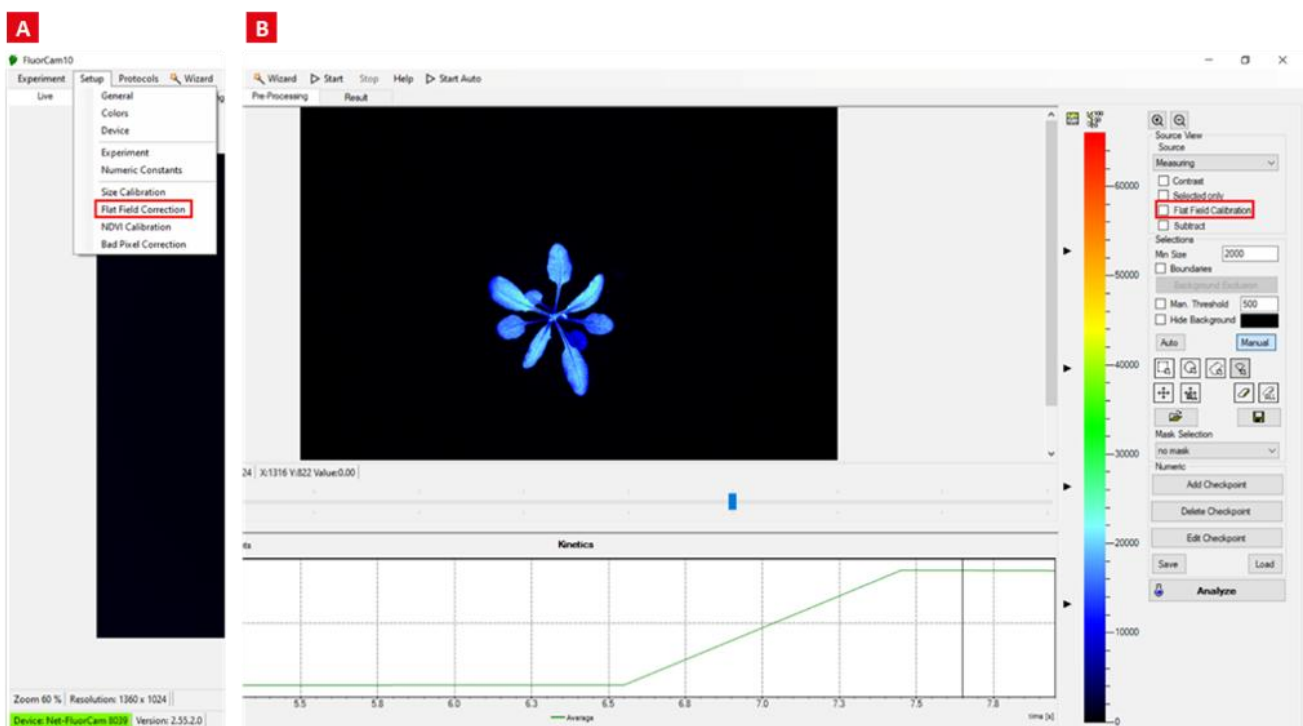 A
B
FluorCam10
Experiment Setup Protocols Wizard
Live
General
Colors
Device
Experiment
Numeric Constants
Size Calibration
Flat Field Correction
NDVI Calibration
Bad Pixel Correction
Zoom 60 % Resolution: 1360 x 1024
Device: Net-FluorCam 8039 Version: 2.55.2.0
Wizard Start Stop Help Start Auto
Pre-Processing Result
24 X:1316 Y:822 Value:0.00
Kinetics
5.5 5.8 6.0 6.3 6.5 6.8 7.0 7.3 7.5 7.8
Average
time [s]
60000
50000
40000
30000
20000
10000
0
Source View
Source
Measuring
Contrast
Selected only
Flat Field Calibration
Subtract
Selections
Min Size 2000
Boundaries
Background Exclusion
Man. Threshold 500
Hide Background
Auto Manual
Mask Selection
no mask
Numeric
Add Checkpoint
Delete Checkpoint
Edit Checkpoint
Save Load
Analyze